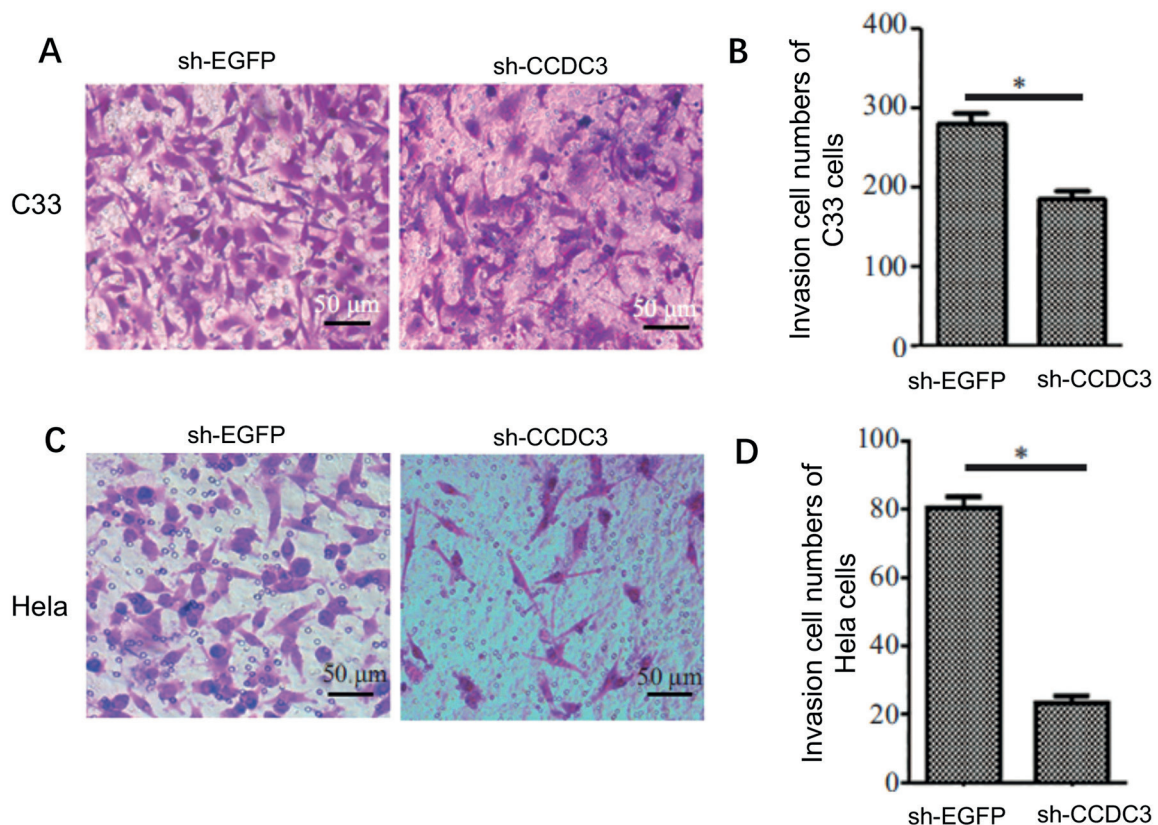 A
sh-EGFP
sh-CCDC3
C33
50 μm
50 μm
B
Invasion cell numbers of
C33 cells
400
300
200
100
0
*
sh-EGFP
sh-CCDC3
C
sh-EGFP
sh-CCDC3
Hela
50 μm
50 μm
D
Invasion cell numbers of
Hela cells
100
80
60
40
20
0
*
sh-EGFP
sh-CCDC3